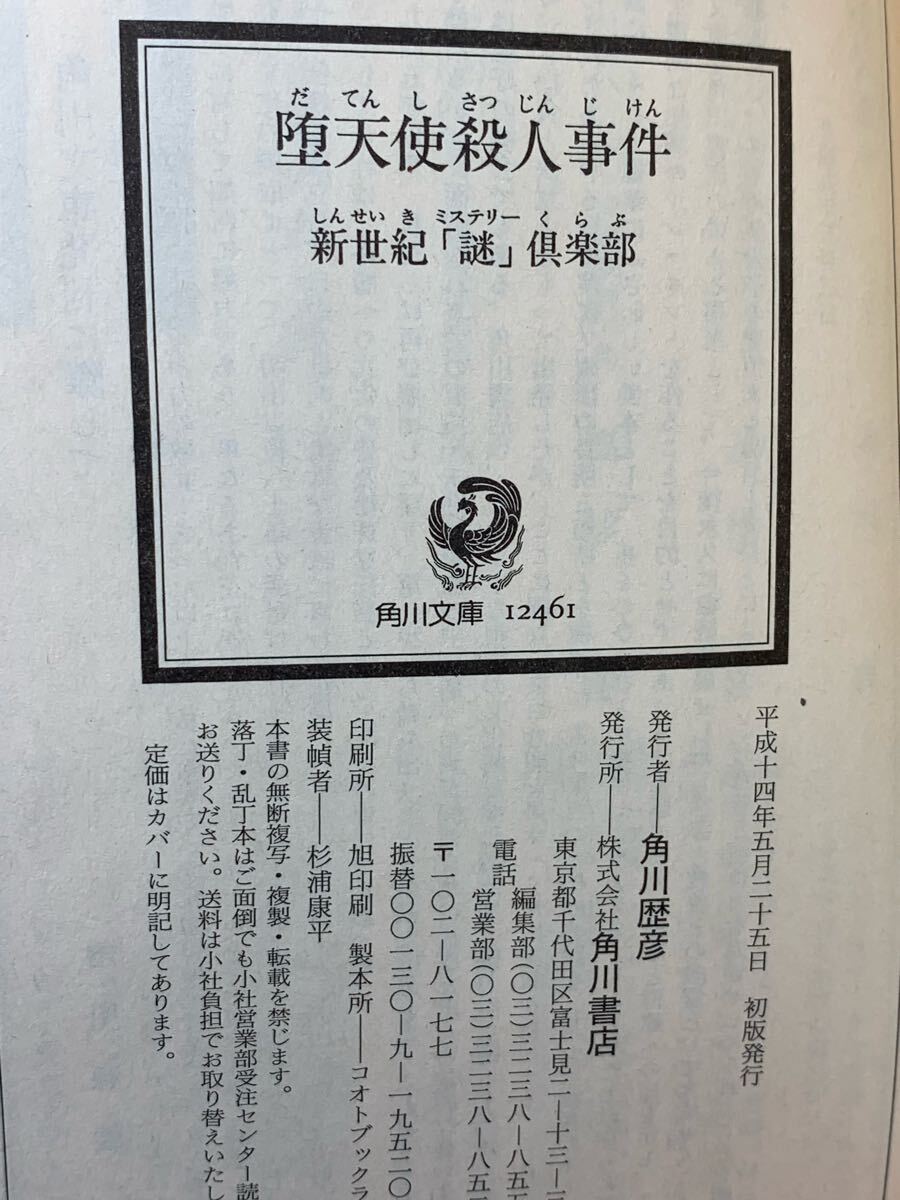 だてんしさつじんじけん
堕天使殺人事件
しんせいきミステリーくらぶ
新世紀「謎」倶楽部
角川文庫 12461
平成十四年五月二十五日　初版発行
発行者――角川歴彦
発行所――株式会社角川書店
東京都千代田区富士見二―十三―
電話　編集部(〇三)三二三八―八五
営業部(〇三)三二三八―八五
〒一〇二―八一七七
振替〇〇一三〇―九―一九五二〇
印刷所――旭印刷　製本所――コオトブックラ
装幀者――杉浦康平
本書の無断複写・複製・転載を禁じます。
落丁・乱丁本はご面倒でも小社営業部受注センター読
お送りください。送料は小社負担でお取り替えいたし
定価はカバーに明記してあります。